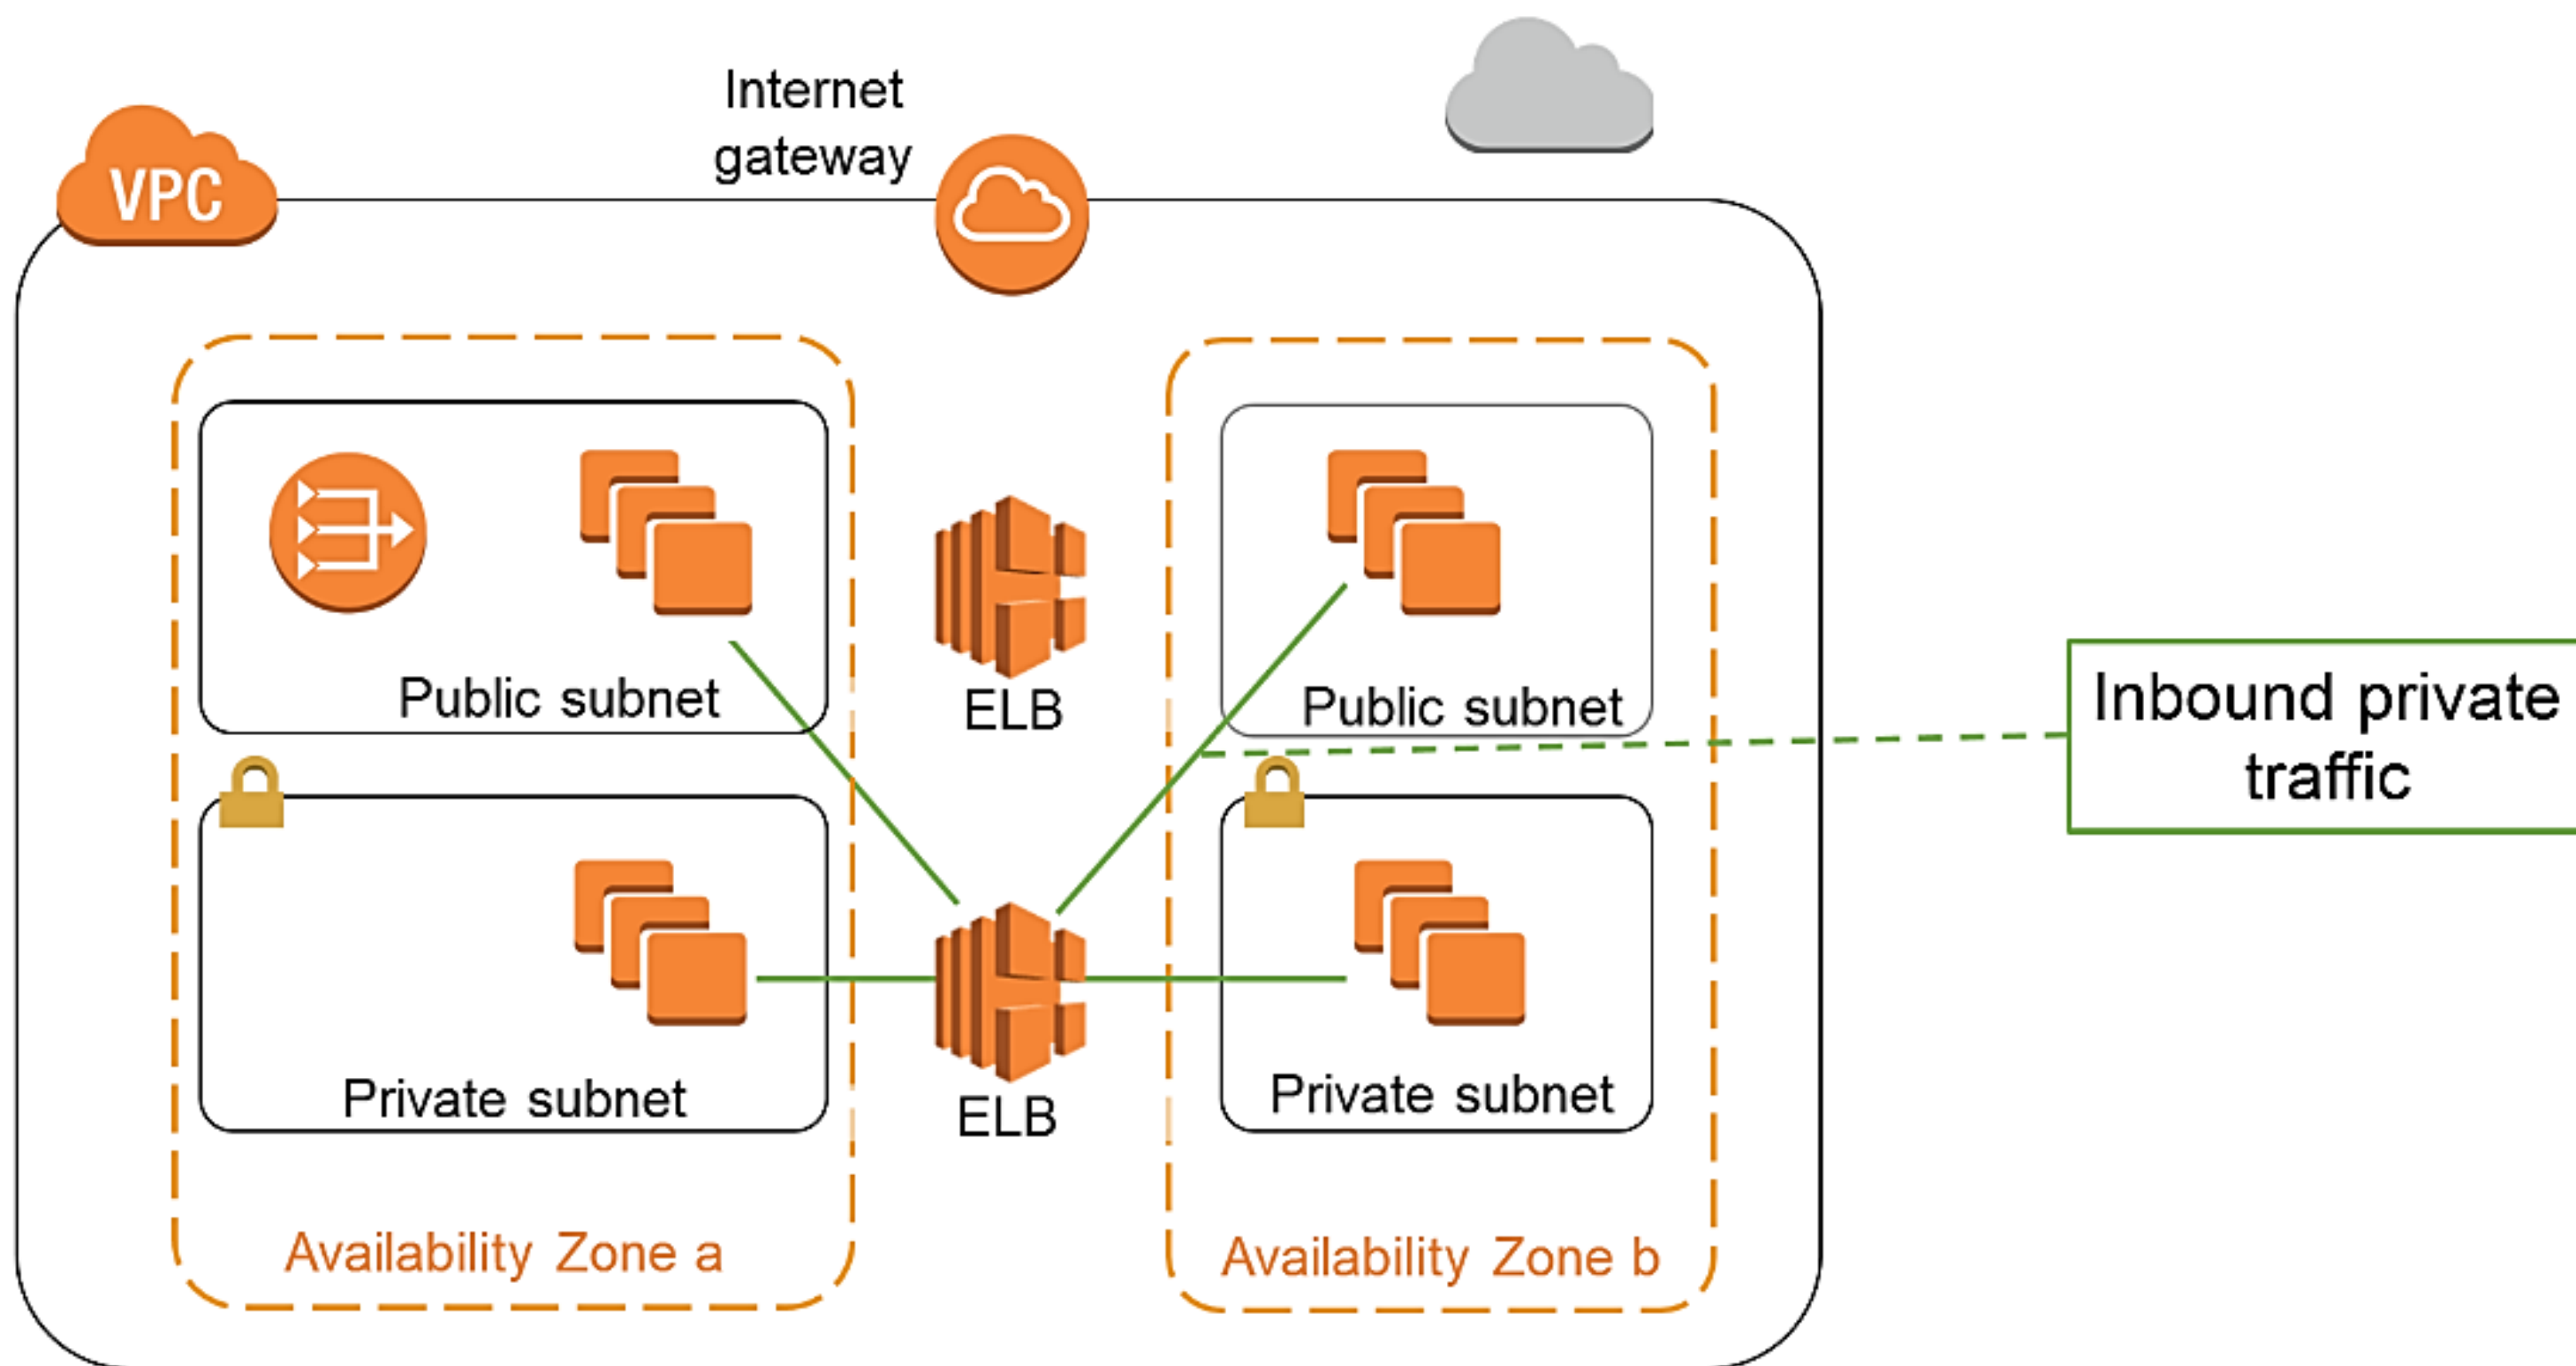 Internet
gateway
VPC
Public subnet
ELB
Public subnet
Inbound private
traffic
Private subnet
ELB
Private subnet
Availability Zone a
Availability Zone b